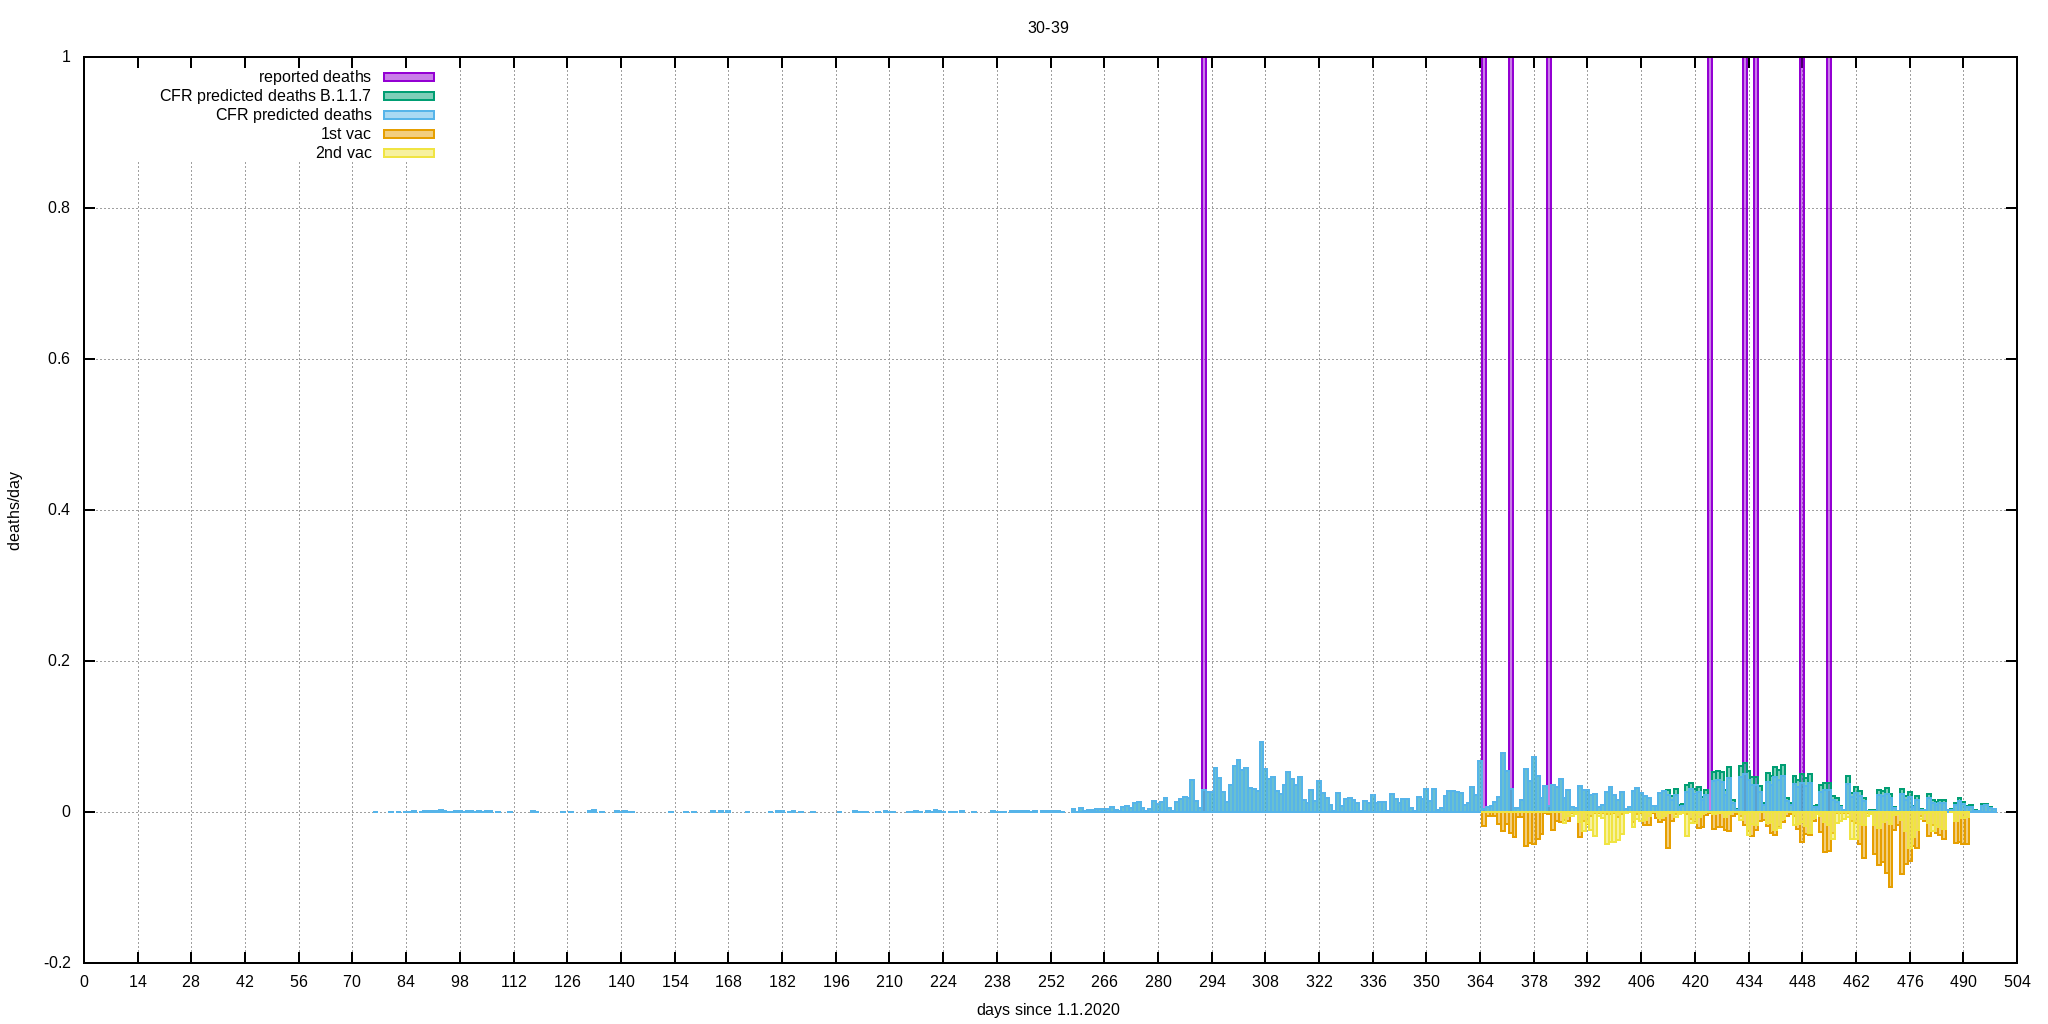 30-39
reported deaths
CFR predicted deaths B.1.1.7
CFR predicted deaths
1st vac
2nd vac
1
0.8
0.6
0.4
0.2
0
-0.2
deaths/day
0 14 28 42 56 70 84 98 112 126 140 154 168 182 196 210 224 238 252 266 280 294 308 322 336 350 364 378 392 406 420 434 448 462 476 490 504
days since 1.1.2020